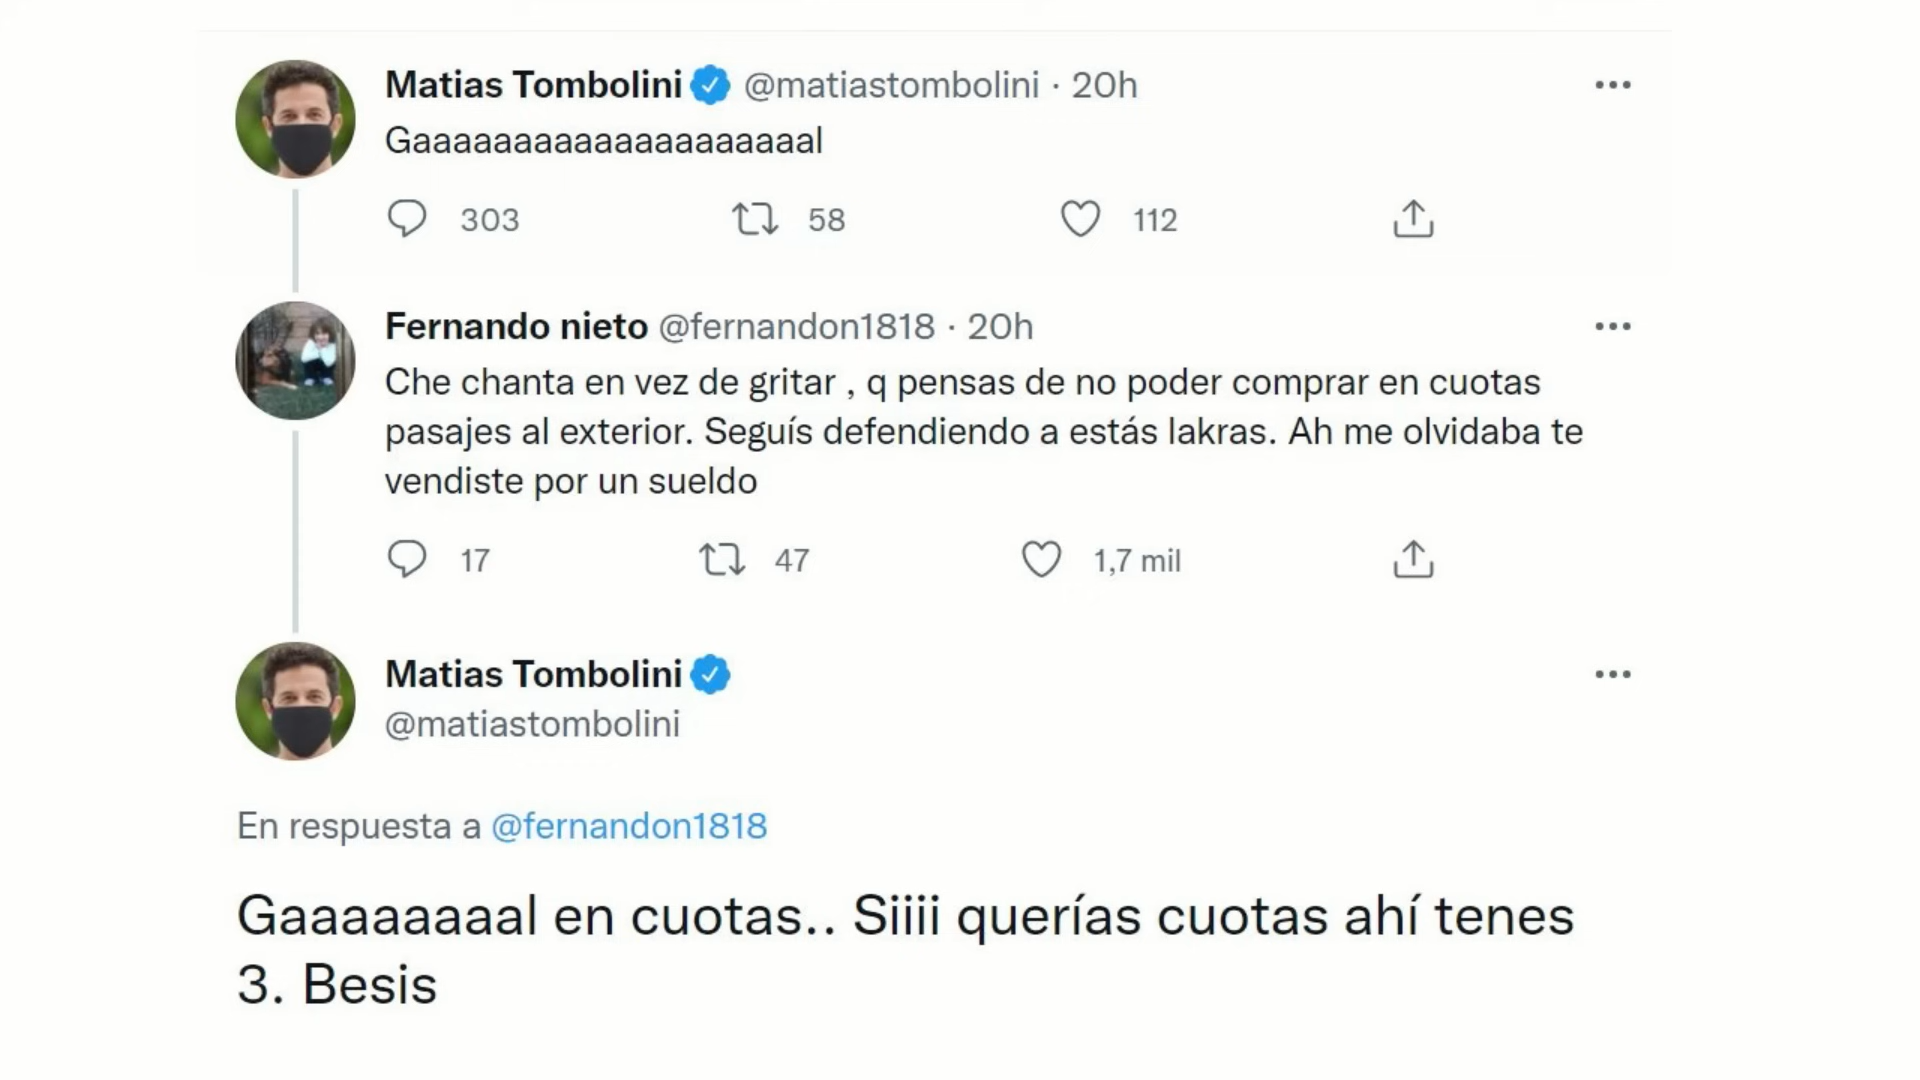 Matias Tombolini @matiastombolini · 20h
Gaaaaaaaaaaaaaaaaaaaal
303 58 112
Fernando nieto @fernandon1818 · 20h
Che chanta en vez de gritar , q pensas de no poder comprar en cuotas
pasajes al exterior. Seguís defendiendo a estás lakras. Ah me olvidaba te
vendiste por un sueldo
17 47 1,7 mil
Matias Tombolini
@matiastombolini
En respuesta a @fernandon1818
Gaaaaaaaal en cuotas.. Siiii querías cuotas ahí tenes
3. Besis